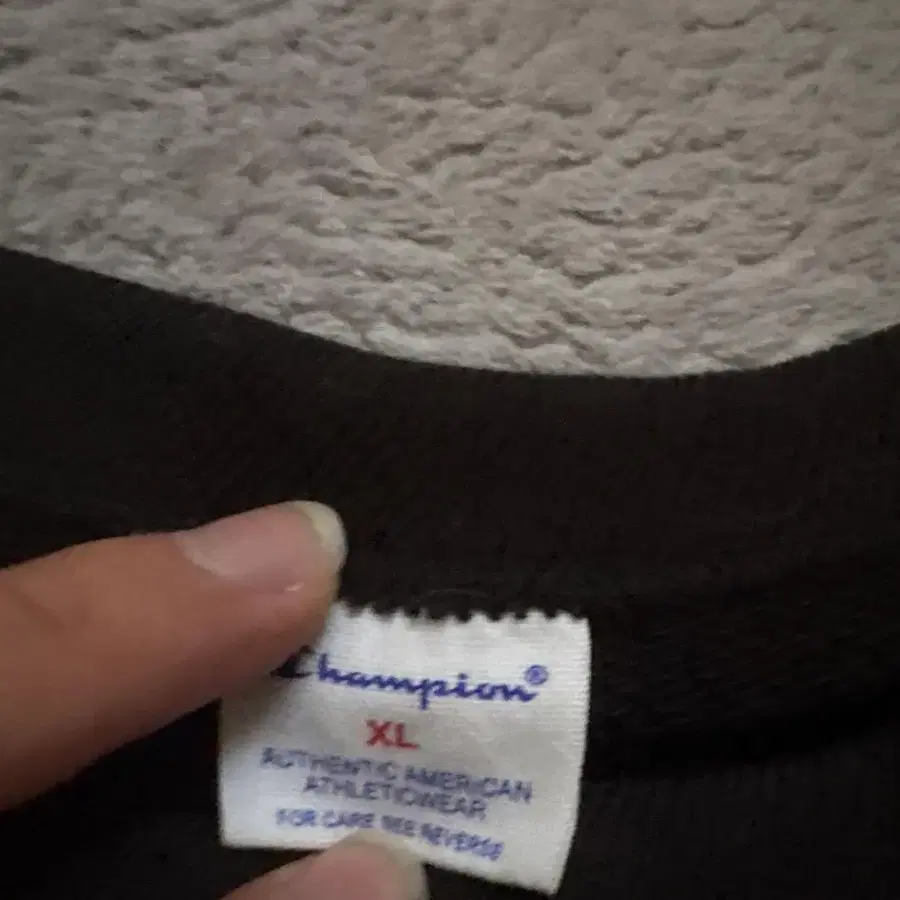 Champion®
XL
AUTHENTIC AMERICAN
ATHLETICWEAR
FOR CARE SEE REVERSE